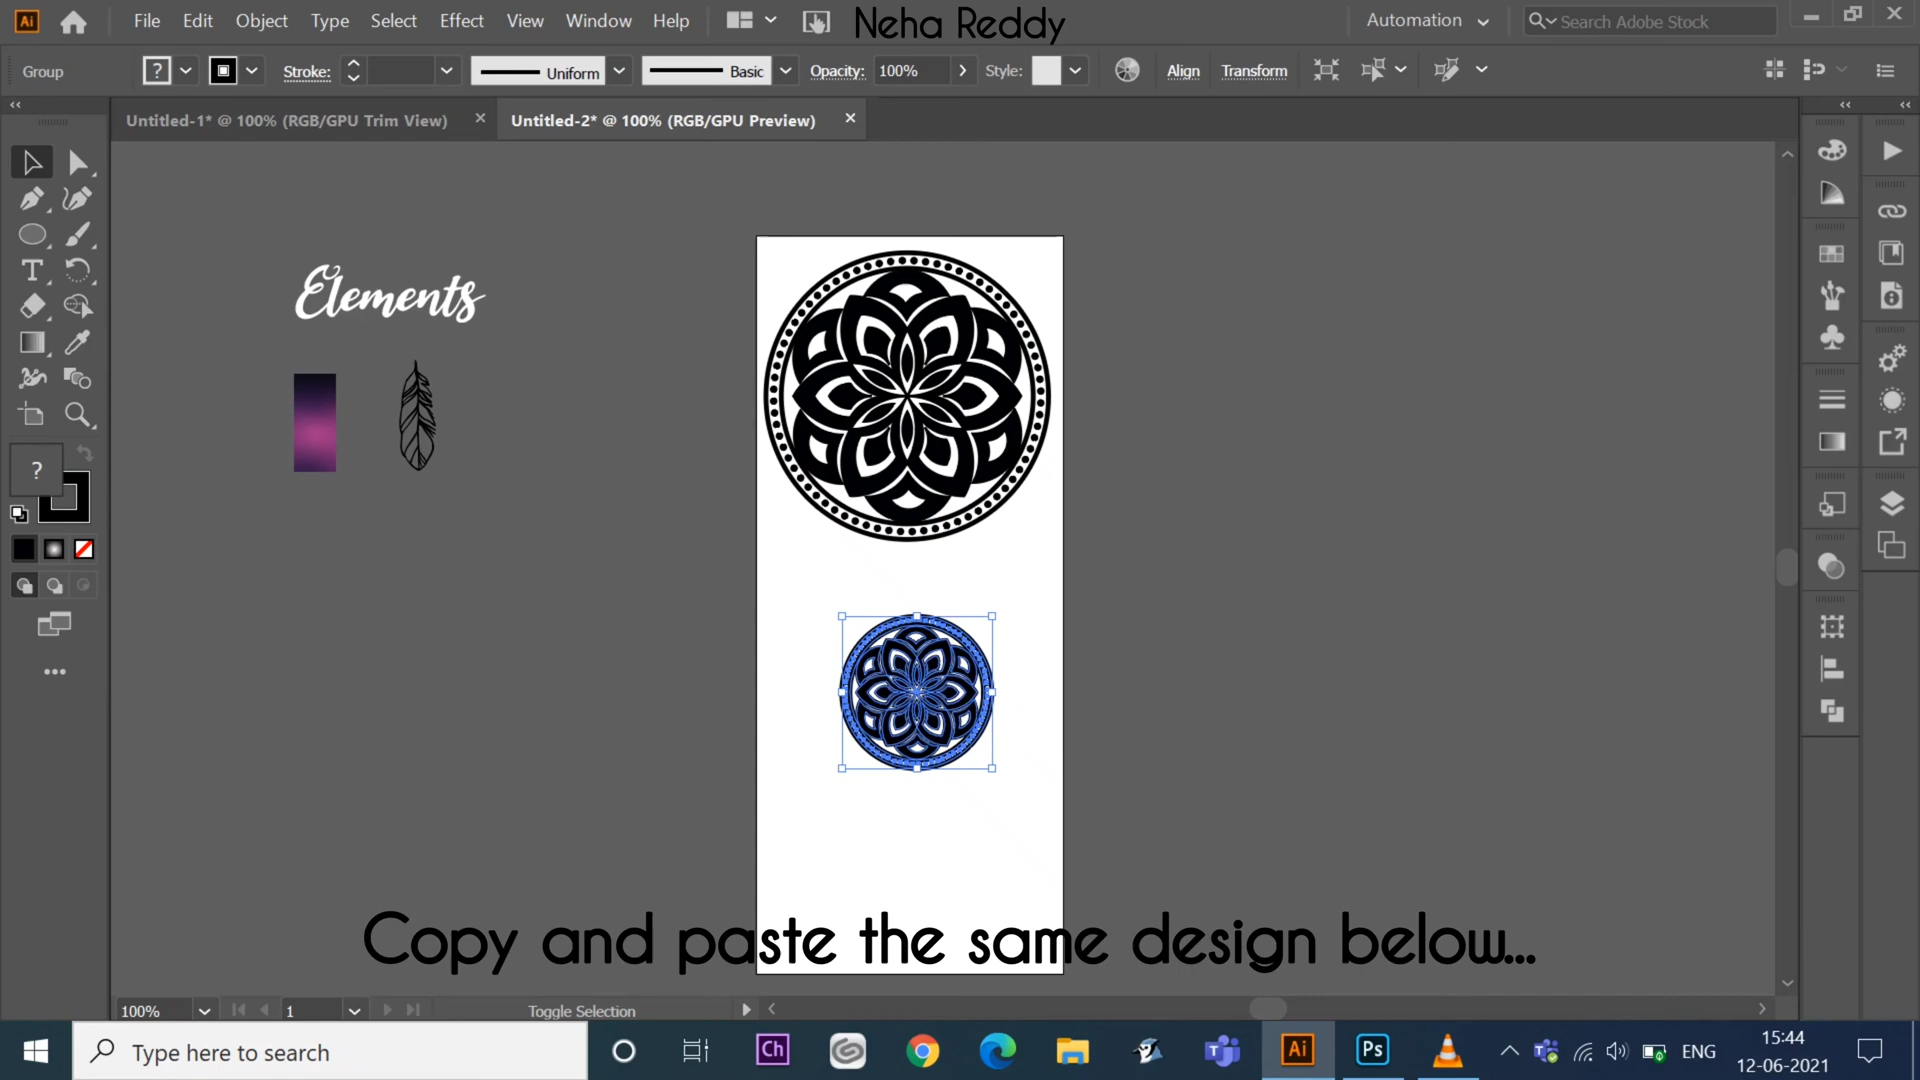 File Edit Object Type Select Effect View Window Help
Neha Reddy
Automation
Search Adobe Stock
Group
?
Stroke:
Uniform
Basic
Opacity: 100%
Style:
Align
Transform
Untitled-1* @ 100% (RGB/GPU Trim View)
Untitled-2* @ 100% (RGB/GPU Preview)
Elements
T
?
Copy and paste the same design below...
100%
1
Toggle Selection
Type here to search
Ch
Ai
Ps
ENG
15:44
12-06-2021